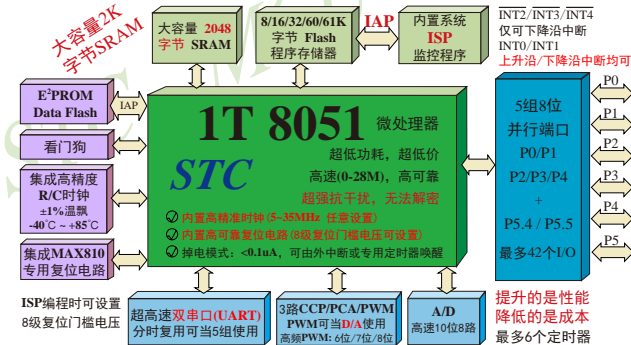 大容量2K
字节SRAM
大容量 2048
字节 SRAM
8/16/32/60/61K
字节 Flash
程序存储器
IAP
内置系统
ISP
监控程序
INT2/INT3/INT4
仅可下降沿中断
INT0/INT1
上升沿/下降沿中断均可
E²PROM
Data Flash
IAP
看门狗
集成高精度
R/C时钟
±1%温飘
-40℃ ~ +85℃
集成MAX810
专用复位电路
1T 8051 微处理器
STC
超低功耗，超低价
高速(0-28M)，高可靠
超强抗干扰，无法解密
内置高精准时钟 (5~35MHz 任意设置)
内置高可靠复位电路 (8级复位门槛电压可设置)
掉电模式：<0.1uA，可由外中断或专用定时器唤醒
5组8位
并行端口
P0/P1
P2/P3/P4
+
P5.4 / P5.5
最多42个I/O
P0
P1
P2
P3
P4
P5
ISP编程时可设置
8级复位门槛电压
超高速双串口(UART)
分时复用可当5组使用
3路CCP/PCA/PWM
PWM可当D/A使用
高频PWM: 6位/7位/8位
A/D
高速10位8路
提升的是性能
降低的是成本
最多6个定时器